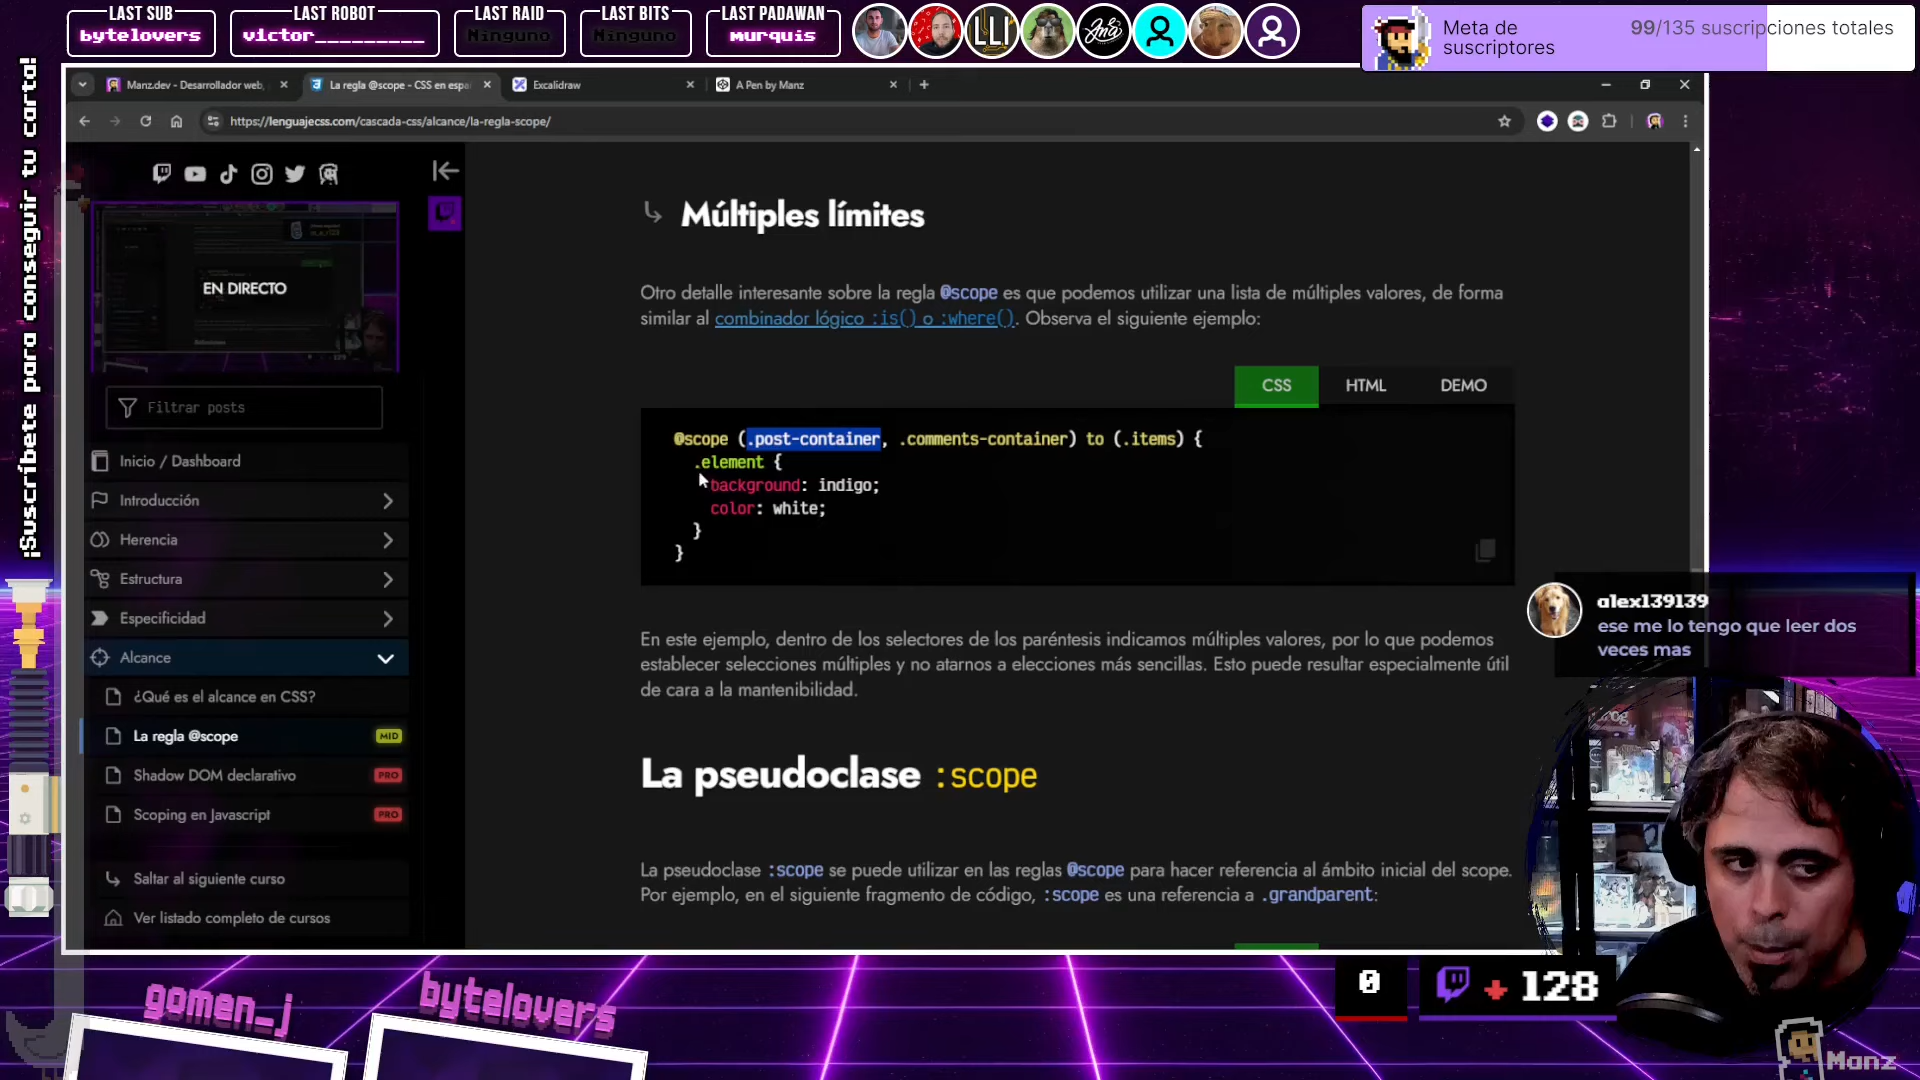 LAST SUB
bytelovers
LAST ROBOT
victor_________
LAST RAID
Ninguno
LAST BITS
Ninguno
LAST PADAWAN
murquis
LLI
Meta de
suscriptores
99/135 suscripciones totales
¡Suscríbete para conseguir tu carta!
Manz.dev - Desarrollador web,
La regla @scope - CSS en espa
Excalidraw
A Pen by Manz
https://lenguajecss.com/cascada-css/alcance/la-regla-scope/
EN DIRECTO
Filtrar posts
Inicio / Dashboard
Introducción
Herencia
Estructura
Especificidad
Alcance
¿Qué es el alcance en CSS?
La regla @scope MID
Shadow DOM declarativo PRO
Scoping en Javascript PRO
Saltar al siguiente curso
Ver listado completo de cursos
Múltiples límites
Otro detalle interesante sobre la regla @scope es que podemos utilizar una lista de múltiples valores, de forma
similar al combinador lógico :is() o :where(). Observa el siguiente ejemplo:
CSS HTML DEMO
@scope (.post-container, .comments-container) to (.items) {
.element {
background: indigo;
color: white;
}
}
En este ejemplo, dentro de los selectores de los paréntesis indicamos múltiples valores, por lo que podemos
establecer selecciones múltiples y no atarnos a elecciones más sencillas. Esto puede resultar especialmente útil
de cara a la mantenibilidad.
La pseudoclase :scope
La pseudoclase :scope se puede utilizar en las reglas @scope para hacer referencia al ámbito inicial del scope.
Por ejemplo, en el siguiente fragmento de código, :scope es una referencia a .grandparent:
alex139139
ese me lo tengo que leer dos
veces mas
gomen_j
bytelovers
0
+ 128
Manz